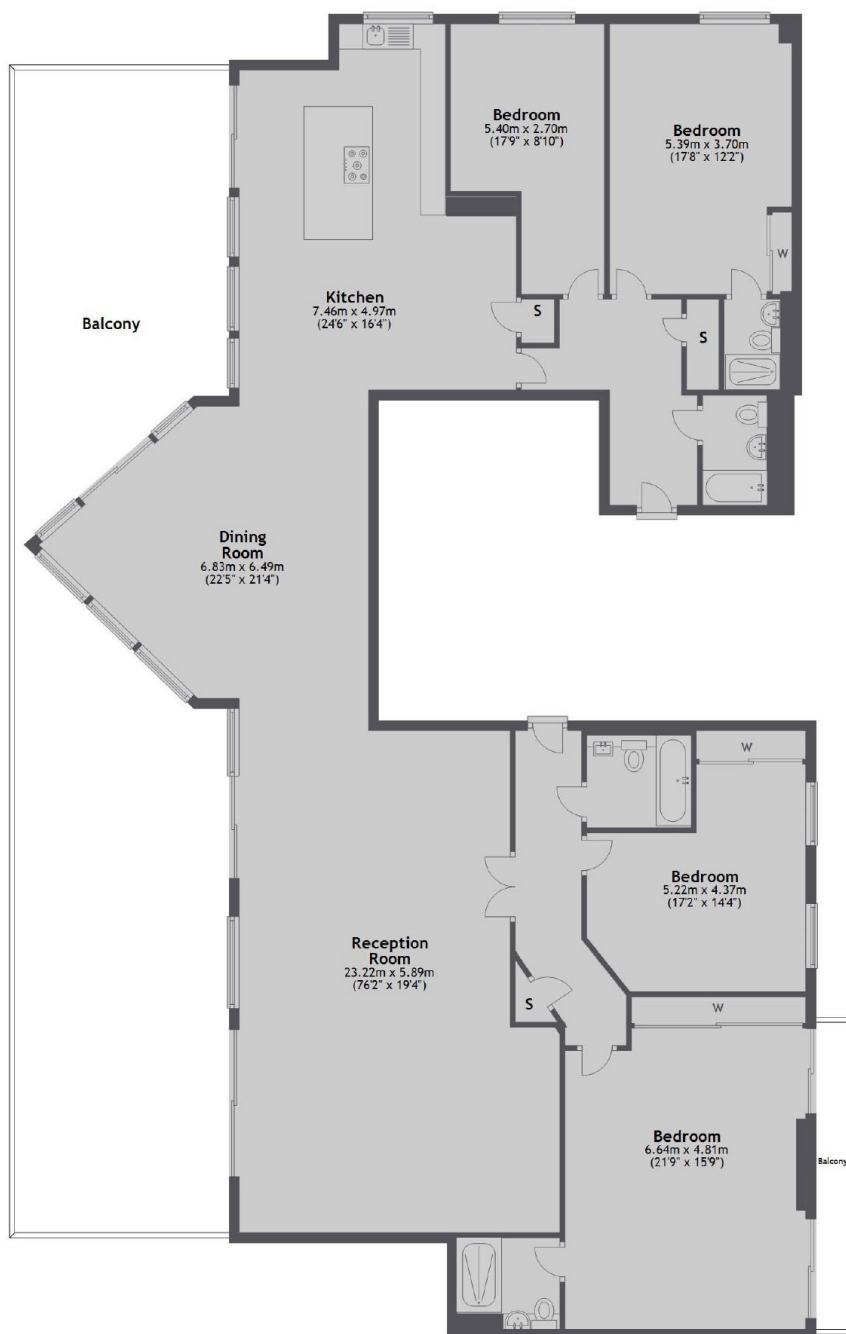 Bedroom
5.40m x 2.70m
(17'9" x 8'10")
Bedroom
5.39m x 3.70m
(17'8" x 12'2")
W
Kitchen
7.46m x 4.97m
(24'6" x 16'4")
S
S
Balcony
Dining
Room
6.83m x 6.49m
(22'5" x 21'4")
W
Bedroom
5.22m x 4.37m
(17'2" x 14'4")
Reception
Room
23.22m x 5.89m
(76'2" x 19'4")
S
W
Bedroom
6.64m x 4.81m
(21'9" x 15'9")
Balcony